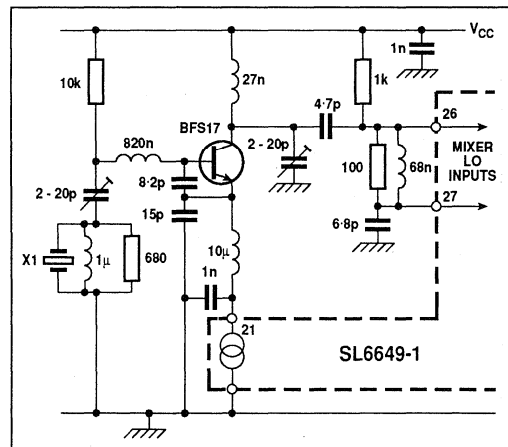 VCC
1n
10k
27n
1k
4·7p
26
BFS17
820n
2 - 20p
MIXER
LO
INPUTS
100
68n
2 - 20p
8·2p
27
15p
6·8p
10μ
X1
1μ
680
1n
21
SL6649-1